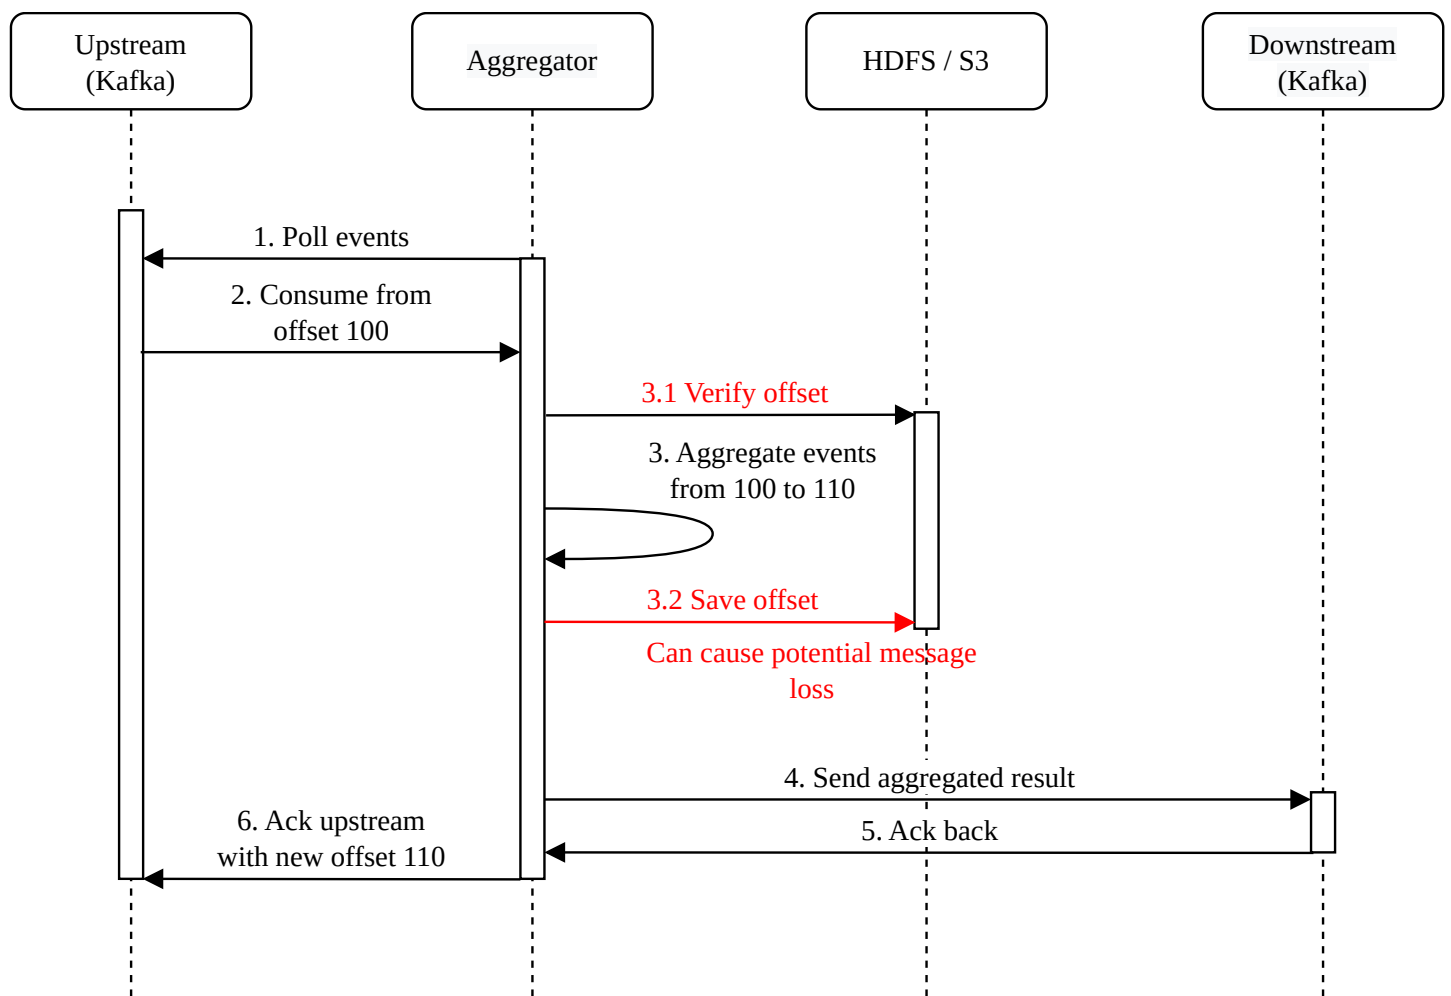 Upstream
(Kafka)
Aggregator
HDFS / S3
Downstream
(Kafka)
1. Poll events
2. Consume from
offset 100
3.1 Verify offset
3. Aggregate events
from 100 to 110
3.2 Save offset
Can cause potential message
loss
4. Send aggregated result
5. Ack back
6. Ack upstream
with new offset 110